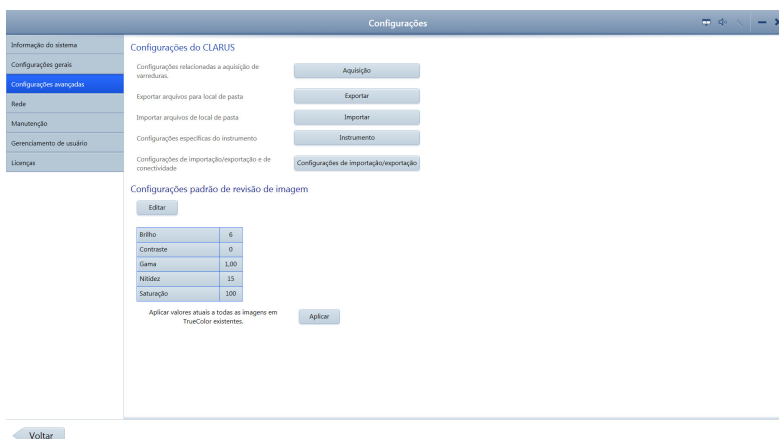 Configurações
Informação do sistema
Configurações gerais
Configurações avançadas
Rede
Manutenção
Gerenciamento de usuário
Licenças
Configurações do CLARUS
Configurações relacionadas a aquisição de
varreduras.
Aquisição
Exportar arquivos para local de pasta
Exportar
Importar arquivos de local de pasta
Importar
Configurações específicas do instrumento
Instrumento
Configurações de importação/exportação e de
conectividade
Configurações de importação/exportação
Configurações padrão de revisão de imagem
Editar
Brilho 6
Contraste 0
Gama 1,00
Nitidez 15
Saturação 100
Aplicar valores atuais a todas as imagens em
TrueColor existentes.
Aplicar
Voltar